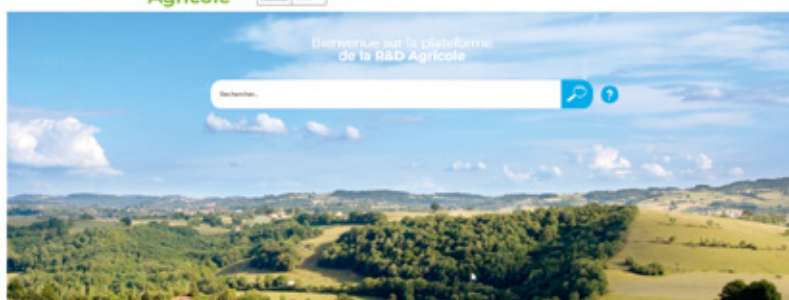 Agricole
Bienvenue sur la plateforme
de la R&D Agricole
Rechercher...
?